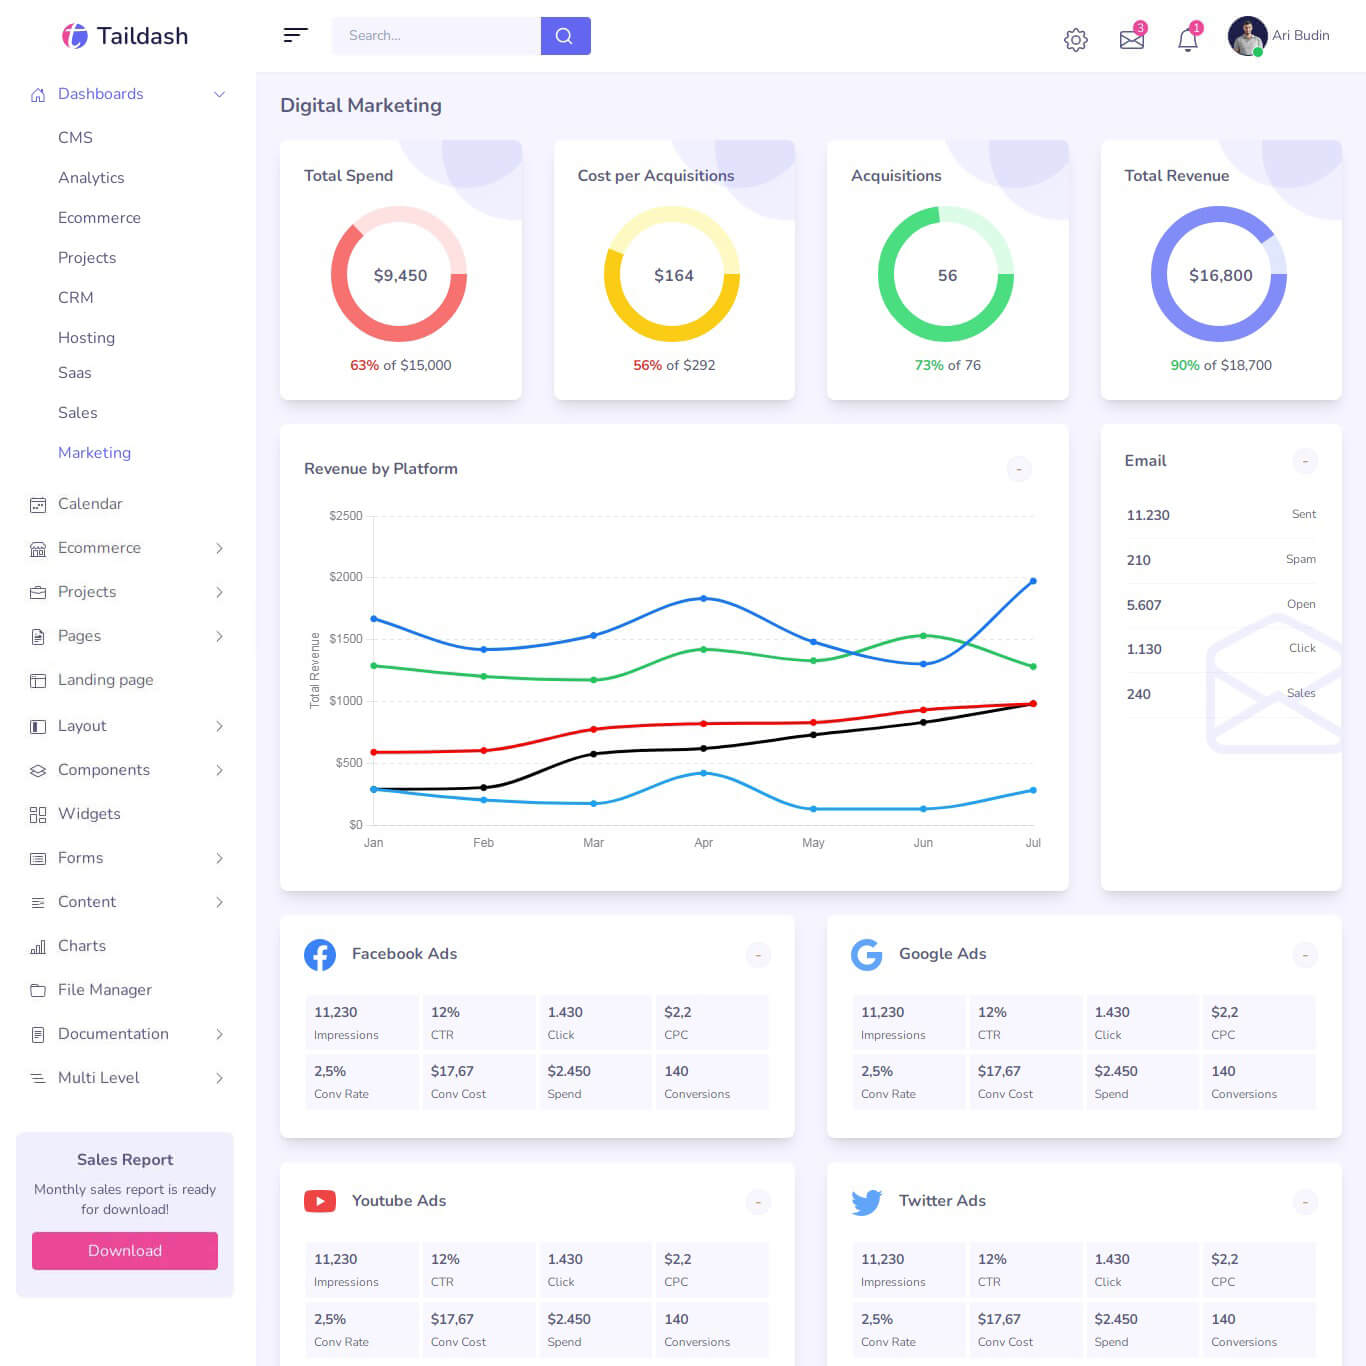 Taildash
Search...
3
1
Ari Budin
Dashboards
CMS
Analytics
Ecommerce
Projects
CRM
Hosting
Saas
Sales
Marketing
Calendar
Ecommerce
Projects
Pages
Landing page
Layout
Components
Widgets
Forms
Content
Charts
File Manager
Documentation
Multi Level
Sales Report
Monthly sales report is ready
for download!
Download
Digital Marketing
Total Spend
$9,450
63% of $15,000
Cost per Acquisitions
$164
56% of $292
Acquisitions
56
73% of 76
Total Revenue
$16,800
90% of $18,700
Revenue by Platform
-
Total Revenue
$2500
$2000
$1500
$1000
$500
$0
Jan Feb Mar Apr May Jun Jul
Email
-
11.230 Sent
210 Spam
5.607 Open
1.130 Click
240 Sales
Facebook Ads
-
11,230 12% 1.430 $2,2
Impressions CTR Click CPC
2,5% $17,67 $2.450 140
Conv Rate Conv Cost Spend Conversions
Google Ads
-
11,230 12% 1.430 $2,2
Impressions CTR Click CPC
2,5% $17,67 $2.450 140
Conv Rate Conv Cost Spend Conversions
Youtube Ads
-
11,230 12% 1.430 $2,2
Impressions CTR Click CPC
2,5% $17,67 $2.450 140
Conv Rate Conv Cost Spend Conversions
Twitter Ads
-
11,230 12% 1.430 $2,2
Impressions CTR Click CPC
2,5% $17,67 $2.450 140
Conv Rate Conv Cost Spend Conversions